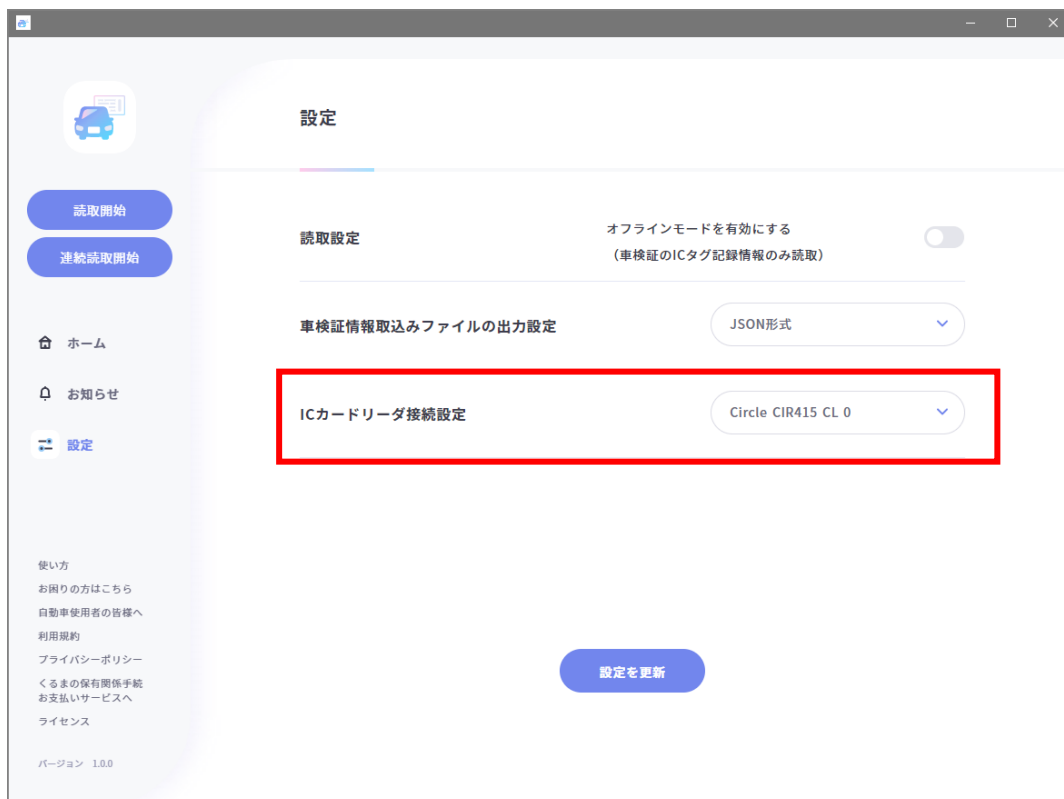 設定
読取開始
連続読取開始
ホーム
お知らせ
設定
使い方
お困りの方はこちら
自動車使用者の皆様へ
利用規約
プライバシーポリシー
くるまの保有関係手続
お支払いサービスへ
ライセンス
バージョン 1.0.0
読取設定
オフラインモードを有効にする
（車検証のICタグ記録情報のみ読取）
車検証情報取込みファイルの出力設定
JSON形式
ICカードリーダ接続設定
Circle CIR415 CL 0
設定を更新